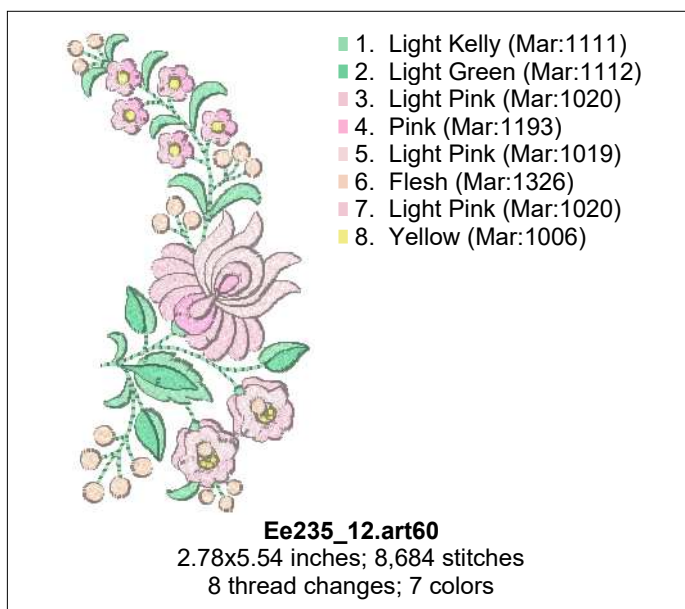 1. Light Kelly (Mar:1111)
2. Light Green (Mar:1112)
3. Light Pink (Mar:1020)
4. Pink (Mar:1193)
5. Light Pink (Mar:1019)
6. Flesh (Mar:1326)
7. Light Pink (Mar:1020)
8. Yellow (Mar:1006)
Ee235_12.art60
2.78x5.54 inches; 8,684 stitches
8 thread changes; 7 colors